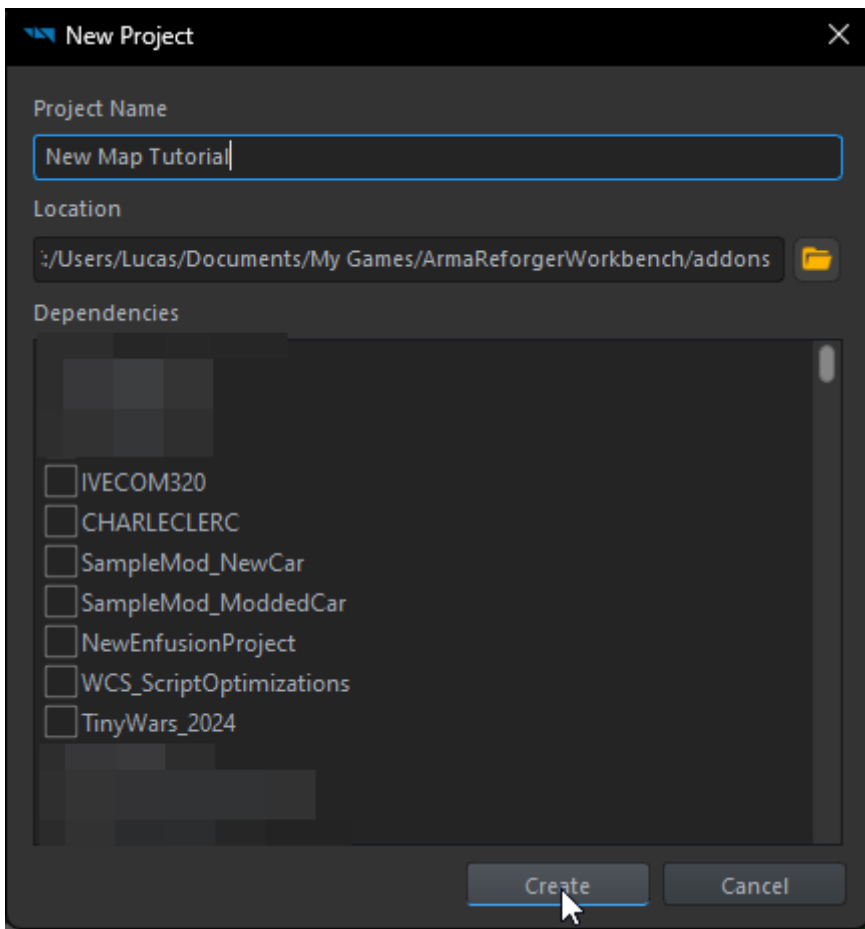 New Project
Project Name
New Map Tutorial
Location
:/Users/Lucas/Documents/My Games/ArmaReforgerWorkbench/addons
Dependencies
IVECOM320
CHARLECLERC
SampleMod_NewCar
SampleMod_ModdedCar
NewEnfusionProject
WCS_ScriptOptimizations
TinyWars_2024
Create Cancel